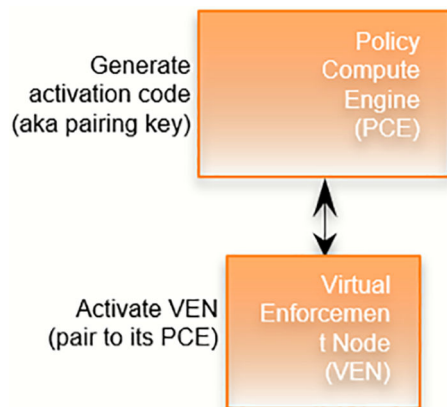 Generate
activation code
(aka pairing key)
Policy
Compute
Engine
(PCE)
Activate VEN
(pair to its PCE)
Virtual
Enforcemen
t Node
(VEN)